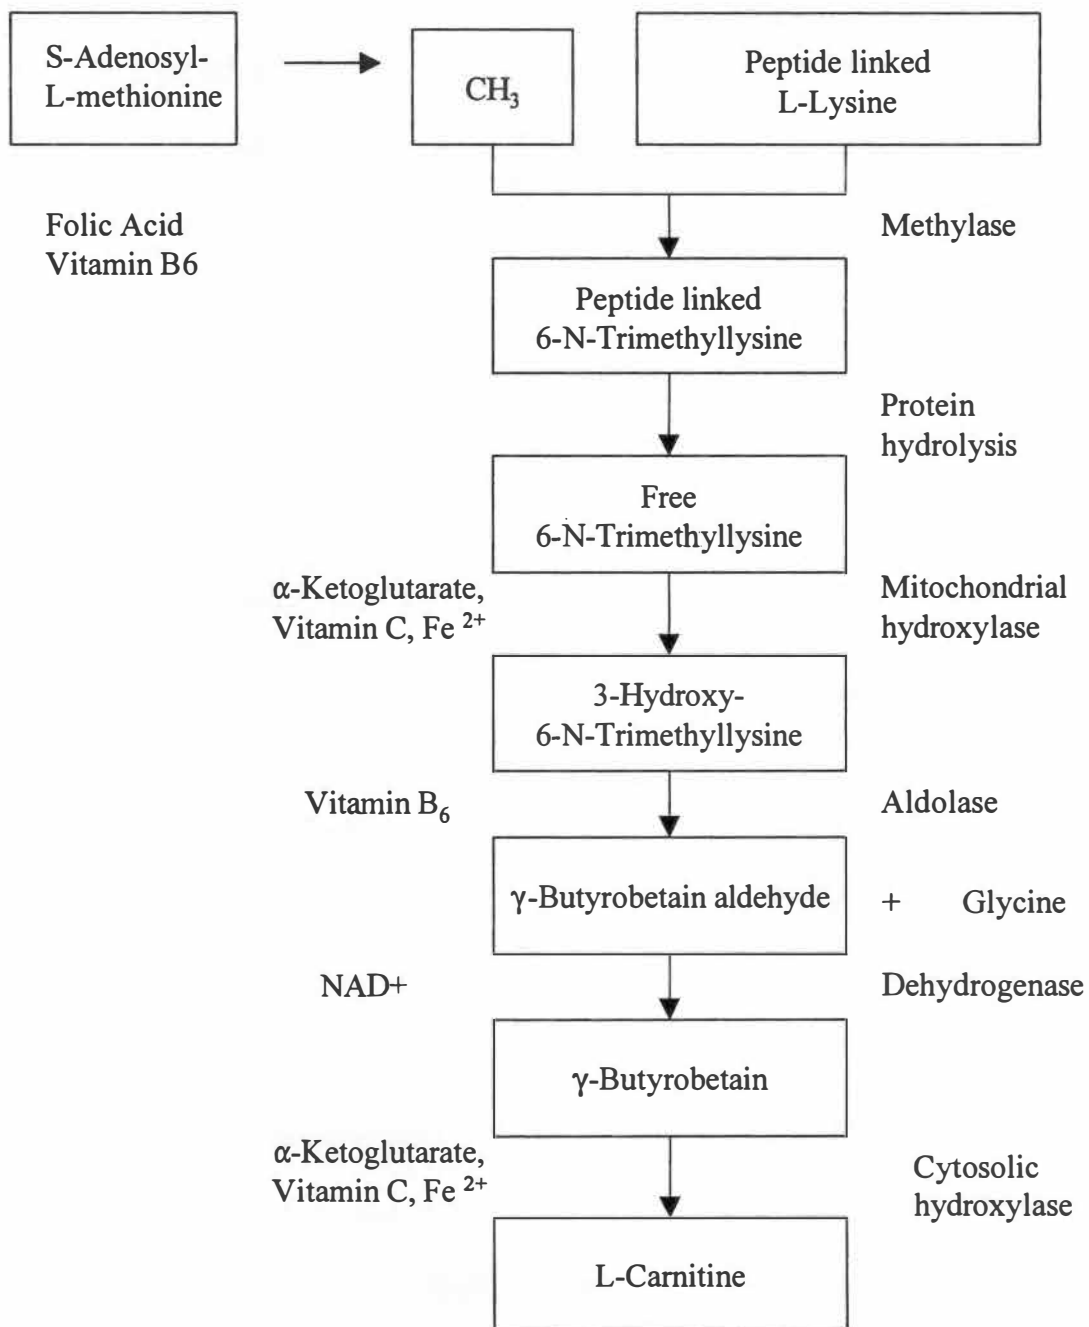 S-Adenosyl-
L-methionine
CH₃
Peptide linked
L-Lysine
Folic Acid
Vitamin B6
Methylase
Peptide linked
6-N-Trimethyllysine
Protein
hydrolysis
Free
6-N-Trimethyllysine
α-Ketoglutarate,
Vitamin C, Fe ²⁺
Mitochondrial
hydroxylase
3-Hydroxy-
6-N-Trimethyllysine
Vitamin B₆
Aldolase
γ-Butyrobetain aldehyde
+ Glycine
NAD+
Dehydrogenase
γ-Butyrobetain
α-Ketoglutarate,
Vitamin C, Fe ²⁺
Cytosolic
hydroxylase
L-Carnitine